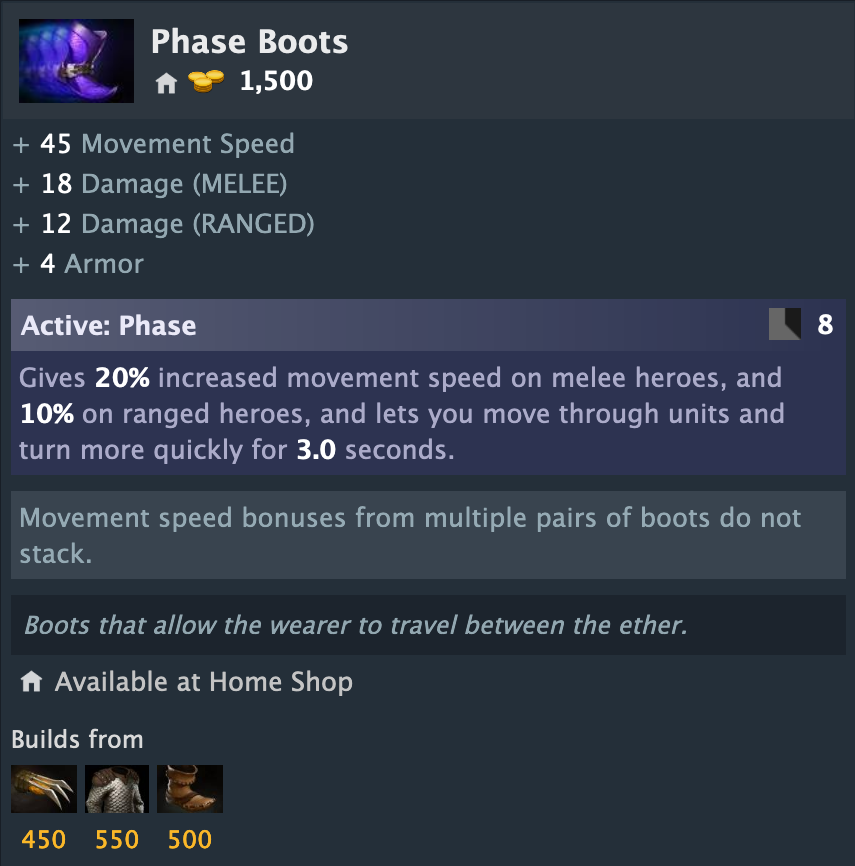 Phase Boots
1,500
+ 45 Movement Speed
+ 18 Damage (MELEE)
+ 12 Damage (RANGED)
+ 4 Armor
Active: Phase 8
Gives 20% increased movement speed on melee heroes, and
10% on ranged heroes, and lets you move through units and
turn more quickly for 3.0 seconds.
Movement speed bonuses from multiple pairs of boots do not
stack.
Boots that allow the wearer to travel between the ether.
Available at Home Shop
Builds from
450 550 500